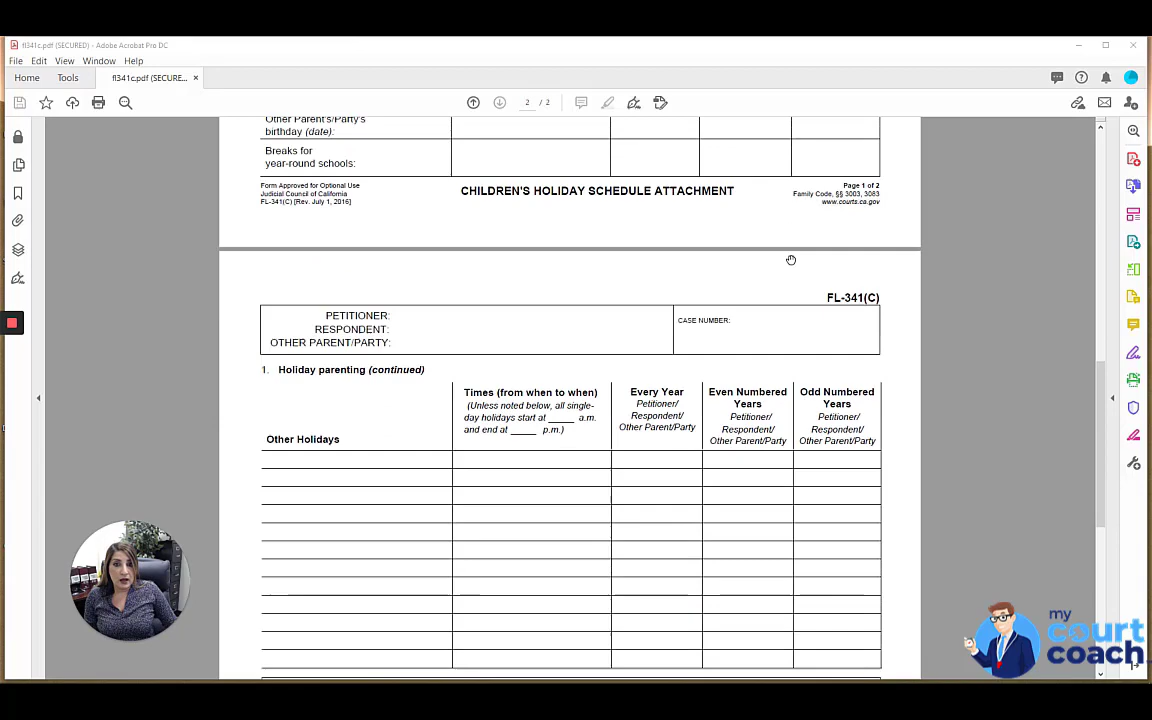 fl341c.pdf (SECURED) - Adobe Acrobat Pro DC
File Edit View Window Help
Home Tools fl341c.pdf (SECURE... ×
2 / 2
Other Parent's/Party's
birthday (date):
Breaks for
year-round schools:
Form Approved for Optional Use
Judicial Council of California
FL-341(C) [Rev. July 1, 2016]
CHILDREN'S HOLIDAY SCHEDULE ATTACHMENT
Page 1 of 2
Family Code, §§ 3003, 3083
www.courts.ca.gov
FL-341(C)
PETITIONER:
RESPONDENT:
OTHER PARENT/PARTY:
CASE NUMBER:
1. Holiday parenting (continued)
Other Holidays
Times (from when to when)
(Unless noted below, all single-
day holidays start at _____ a.m.
and end at _____ p.m.)
Every Year
Petitioner/
Respondent/
Other Parent/Party
Even Numbered
Years
Petitioner/
Respondent/
Other Parent/Party
Odd Numbered
Years
Petitioner/
Respondent/
Other Parent/Party
my
court
coach